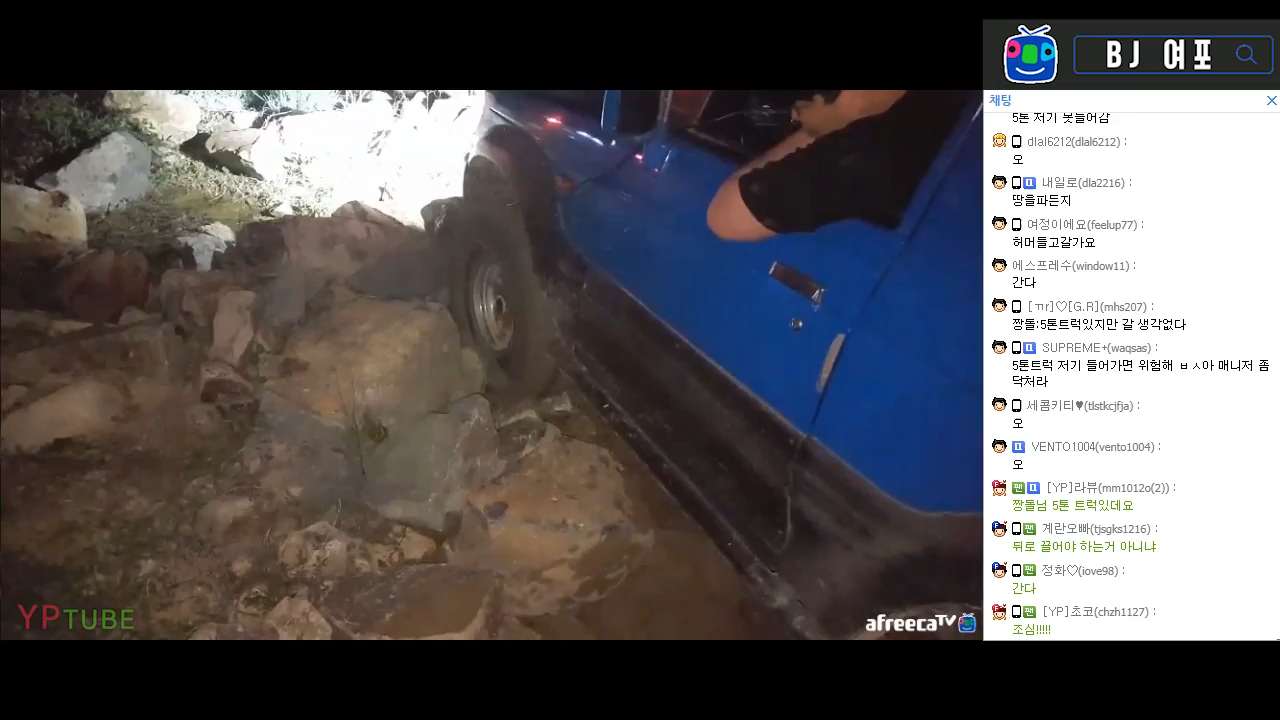 BJ 여포
채팅
5톤 저기 못들어감
dlal6212(dlal6212) :
오
내일로(dla2216) :
땅을파든지
여정이에요(feelup77) :
허머들고갈가요
에스프레수(window11) :
간다
[ㄲr]♡[G.R](mhs207) :
짱돌:5톤트럭있지만 갈 생각없다
SUPREME+(waqsas) :
5톤트럭 저기 들어가면 위험해 ㅂㅅ아 매니저 좀
닥쳐라
세콤키티♥(tlstkcjfja) :
오
VENTO1004(vento1004) :
오
팬 [YP]라뷰(mm1012o(2)) :
짱돌님 5톤 트럭있데요
팬 계란오빠(tjsgks1216) :
뒤로 끌어야 하는거 아니냐
팬 정화♡(iove98) :
간다
팬 [YP]초코(chzh1127) :
조심!!!!!
YPTUBE
afreecaTV